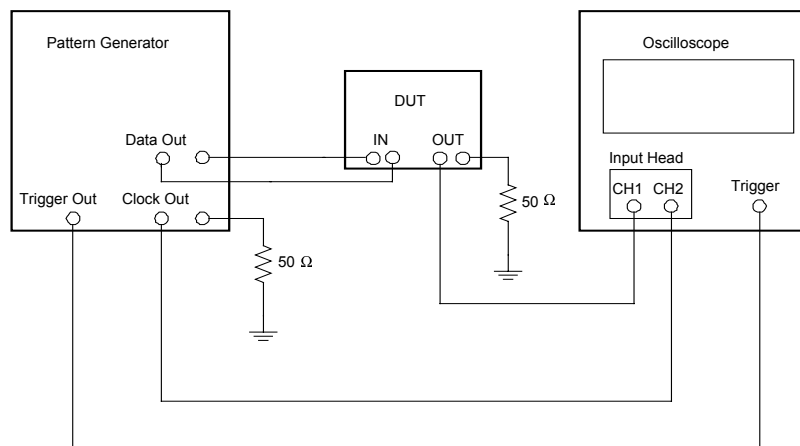 Pattern Generator
Oscilloscope
DUT
Data Out
IN
OUT
Input Head
Trigger Out
Clock Out
CH1
CH2
Trigger
50 Ω
50 Ω